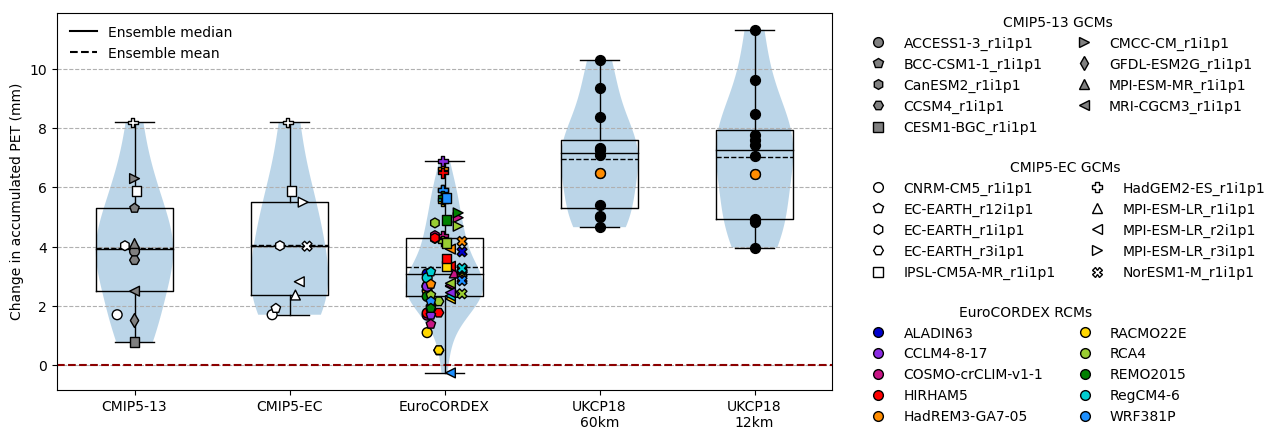 Ensemble median
Ensemble mean
Change in accumulated PET (mm)
10
8
6
4
2
0
CMIP5-13
CMIP5-EC
EuroCORDEX
UKCP18
60km
UKCP18
12km
CMIP5-13 GCMs
ACCESS1-3_r1i1p1
BCC-CSM1-1_r1i1p1
CanESM2_r1i1p1
CCSM4_r1i1p1
CESM1-BGC_r1i1p1
CMCC-CM_r1i1p1
GFDL-ESM2G_r1i1p1
MPI-ESM-MR_r1i1p1
MRI-CGCM3_r1i1p1
CMIP5-EC GCMs
CNRM-CM5_r1i1p1
EC-EARTH_r12i1p1
EC-EARTH_r1i1p1
EC-EARTH_r3i1p1
IPSL-CM5A-MR_r1i1p1
HadGEM2-ES_r1i1p1
MPI-ESM-LR_r1i1p1
MPI-ESM-LR_r2i1p1
MPI-ESM-LR_r3i1p1
NorESM1-M_r1i1p1
EuroCORDEX RCMs
ALADIN63
CCLM4-8-17
COSMO-crCLIM-v1-1
HIRHAM5
HadREM3-GA7-05
RACMO22E
RCA4
REMO2015
RegCM4-6
WRF381P